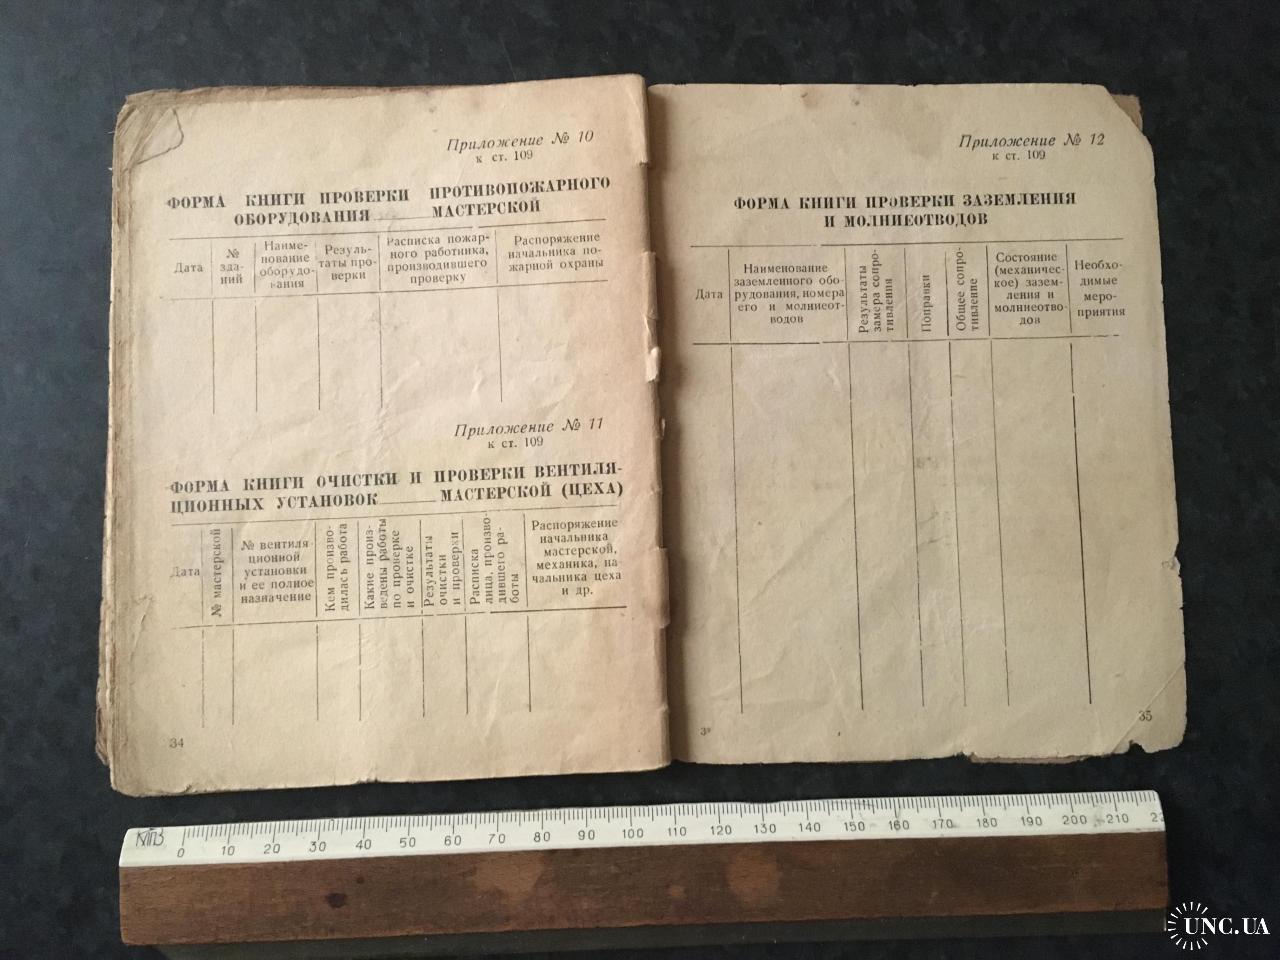 Приложение № 10
к ст. 109
ФОРМА КНИГИ ПРОВЕРКИ ПРОТИВОПОЖАРНОГО
ОБОРУДОВАНИЯ МАСТЕРСКОЙ
Дата
№
зда-
ний
Наиме-
нование
оборудо-
вания
Резуль-
таты про-
верки
Расписка пожар-
ного работника,
производившего
проверку
Распоряжение
начальника по-
жарной охраны
Приложение № 11
к ст. 109
ФОРМА КНИГИ ОЧИСТКИ И ПРОВЕРКИ ВЕНТИЛЯ-
ЦИОННЫХ УСТАНОВОК МАСТЕРСКОЙ (ЦЕХА)
Дата
№ мастерской
№ вентиля-
ционной
установки
и ее полное
назначение
Кем произво-
дилась работа
Какие произ-
ведены работы
по проверке
и очистке
Результаты
очистки
и проверки
Расписка
лица, произво-
дившего ра-
боты
Распоряжение
начальника
мастерской,
механика, на-
чальника цеха
и др.
34
Приложение № 12
к ст. 109
ФОРМА КНИГИ ПРОВЕРКИ ЗАЗЕМЛЕНИЯ
И МОЛНИЕОТВОДОВ
Дата
Наименование
заземленного обо-
рудования, номера
его и молниеот-
водов
Результаты
замера сопро-
тивления
Поправки
Общее сопро-
тивление
Состояние
(механичес-
кое) зазем-
ления и
молниеотво-
дов
Необхо-
димые
меро-
приятия
3*
35
0 10 20 30 40 50 60 70 80 90 100 110 120 130 140 150 160 170 180 190 200 210
UNC.UA